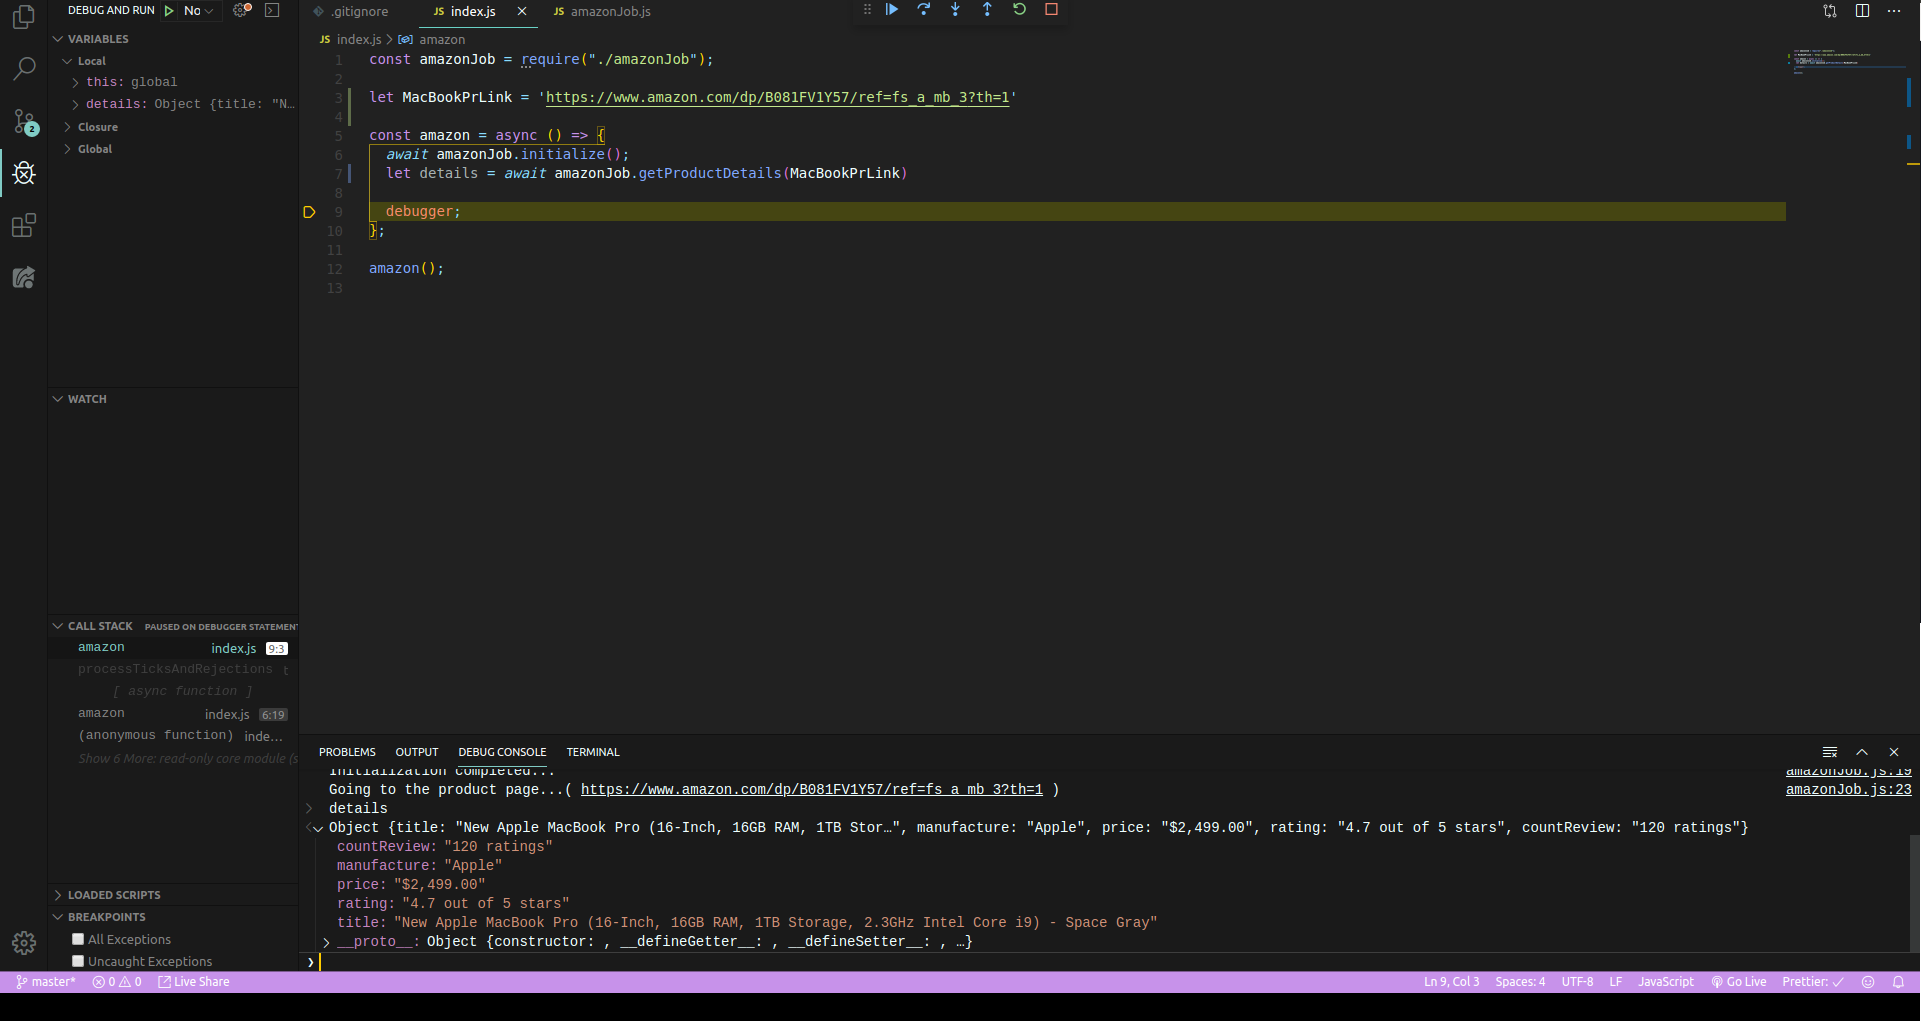 DEBUG AND RUN No
.gitignore
JS index.js
JS amazonJob.js
VARIABLES
Local
this: global
details: Object {title: "N…
Closure
Global
WATCH
CALL STACK PAUSED ON DEBUGGER STATEMENT
amazon index.js 9:3
processTicksAndRejections t
[ async function ]
amazon index.js 6:19
(anonymous function) inde…
Show 6 More: read-only core module (s
LOADED SCRIPTS
BREAKPOINTS
All Exceptions
Uncaught Exceptions
2
JS index.js > amazon
1 const amazonJob = require("./amazonJob");
2
3 let MacBookPrLink = 'https://www.amazon.com/dp/B081FV1Y57/ref=fs_a_mb_3?th=1'
4
5 const amazon = async () => {
6 await amazonJob.initialize();
7 let details = await amazonJob.getProductDetails(MacBookPrLink)
8
9 debugger;
10 };
11
12 amazon();
13
PROBLEMS OUTPUT DEBUG CONSOLE TERMINAL
Initialization completed... amazonJob.js:19
Going to the product page...( https://www.amazon.com/dp/B081FV1Y57/ref=fs_a_mb_3?th=1 ) amazonJob.js:23
details
Object {title: "New Apple MacBook Pro (16-Inch, 16GB RAM, 1TB Stor…", manufacture: "Apple", price: "$2,499.00", rating: "4.7 out of 5 stars", countReview: "120 ratings"}
countReview: "120 ratings"
manufacture: "Apple"
price: "$2,499.00"
rating: "4.7 out of 5 stars"
title: "New Apple MacBook Pro (16-Inch, 16GB RAM, 1TB Storage, 2.3GHz Intel Core i9) - Space Gray"
__proto__: Object {constructor: , __defineGetter__: , __defineSetter__: , …}
master* 0 0 Live Share Ln 9, Col 3 Spaces: 4 UTF-8 LF JavaScript Go Live Prettier: ✓